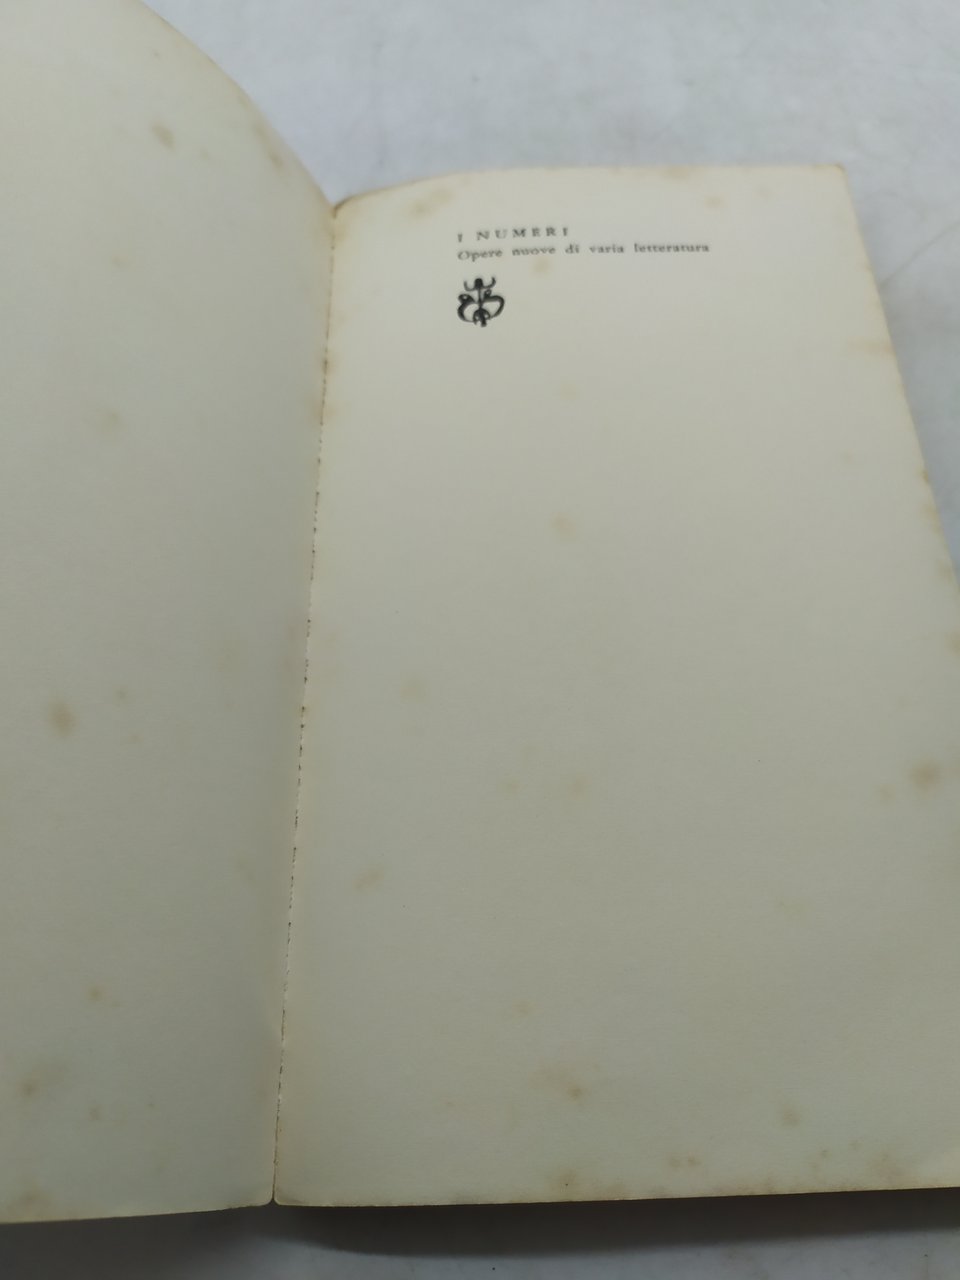 I NUMERI
Opere nuove di varia letteratura